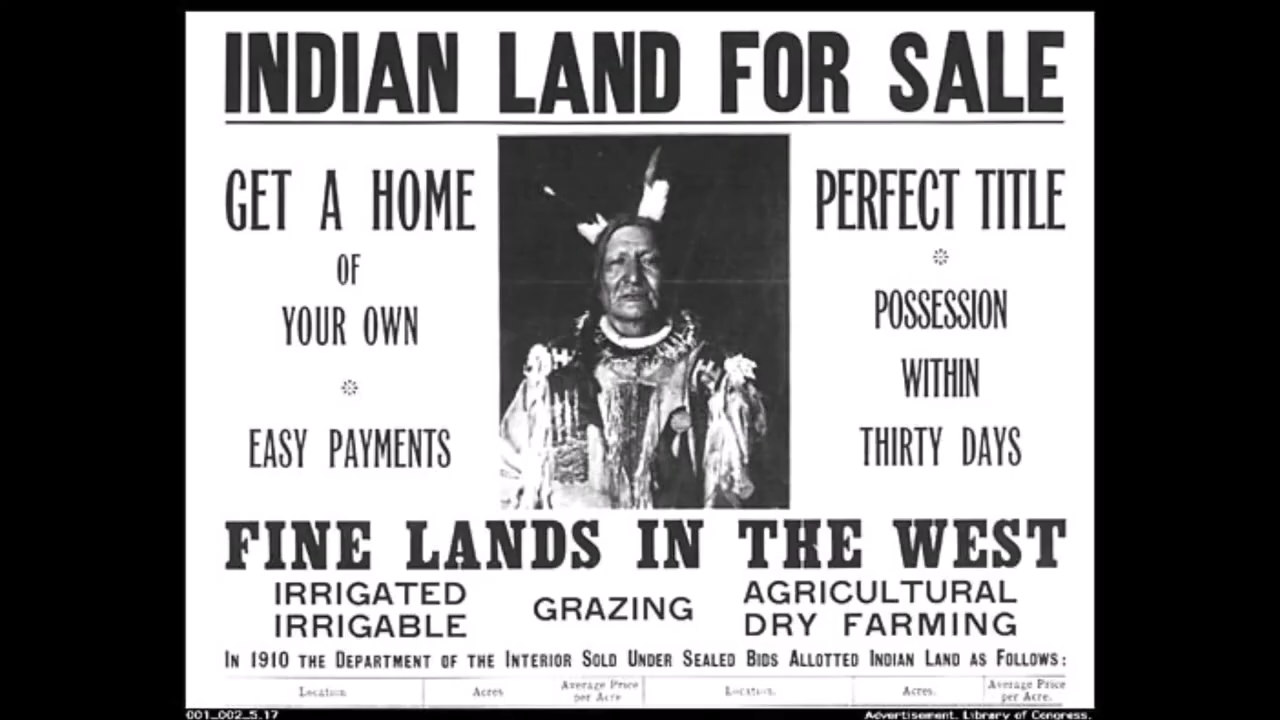 INDIAN LAND FOR SALE
GET A HOME
OF
YOUR OWN
EASY PAYMENTS
PERFECT TITLE
POSSESSION
WITHIN
THIRTY DAYS
FINE LANDS IN THE WEST
IRRIGATED
IRRIGABLE
GRAZING
AGRICULTURAL
DRY FARMING
IN 1910 THE DEPARTMENT OF THE INTERIOR SOLD UNDER SEALED BIDS ALLOTTED INDIAN LAND AS FOLLOWS:
Location Acres Average Price per Acre Location. Acres. Average Price per Acre.
001_002_5.17
Advertisement, Library of Congress.